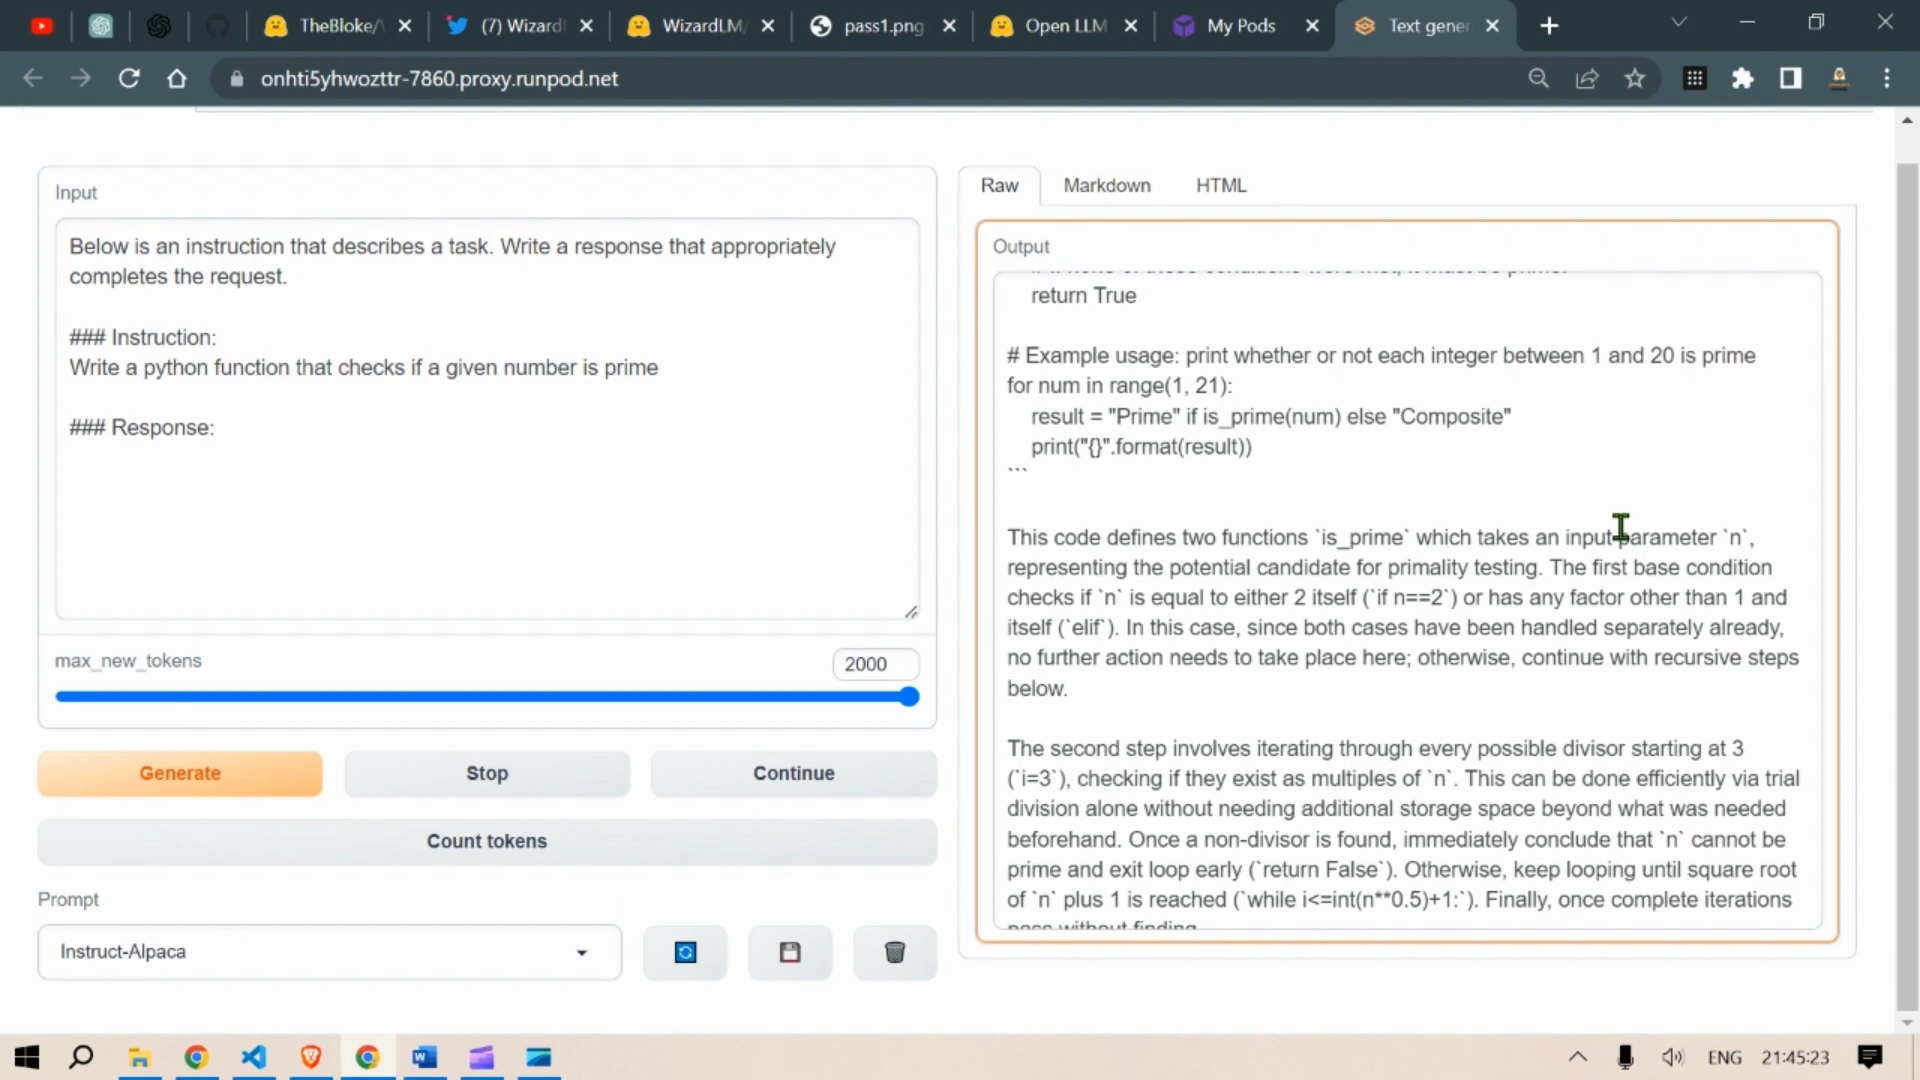 TheBloke/
(7) Wizard
WizardLM/
pass1.png
Open LLM
My Pods
Text gener
onhti5yhwozttr-7860.proxy.runpod.net
Input
Below is an instruction that describes a task. Write a response that appropriately
completes the request.
### Instruction:
Write a python function that checks if a given number is prime
### Response:
max_new_tokens
2000
Generate
Stop
Continue
Count tokens
Prompt
Instruct-Alpaca
Raw
Markdown
HTML
Output
return True
# Example usage: print whether or not each integer between 1 and 20 is prime
for num in range(1, 21):
result = "Prime" if is_prime(num) else "Composite"
print("{}".format(result))
```
This code defines two functions `is_prime` which takes an input parameter `n`,
representing the potential candidate for primality testing. The first base condition
checks if `n` is equal to either 2 itself (`if n==2`) or has any factor other than 1 and
itself (`elif`). In this case, since both cases have been handled separately already,
no further action needs to take place here; otherwise, continue with recursive steps
below.
The second step involves iterating through every possible divisor starting at 3
(`i=3`), checking if they exist as multiples of `n`. This can be done efficiently via trial
division alone without needing additional storage space beyond what was needed
beforehand. Once a non-divisor is found, immediately conclude that `n` cannot be
prime and exit loop early (`return False`). Otherwise, keep looping until square root
of `n` plus 1 is reached (`while i<=int(n**0.5)+1:`). Finally, once complete iterations
pass without finding
ENG
21:45:23